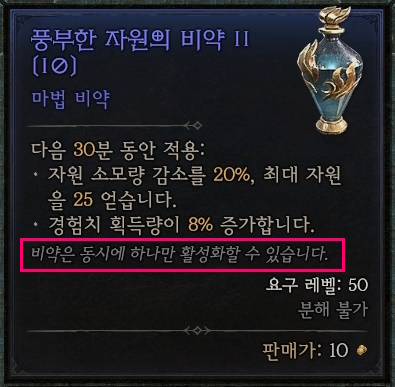 풍부한 자원의 비약 II
(10)
마법 비약
다음 30분 동안 적용:
• 자원 소모량 감소를 20%, 최대 자원
을 25 얻습니다.
• 경험치 획득량이 8% 증가합니다.
비약은 동시에 하나만 활성화할 수 있습니다.
요구 레벨: 50
분해 불가
판매가: 10